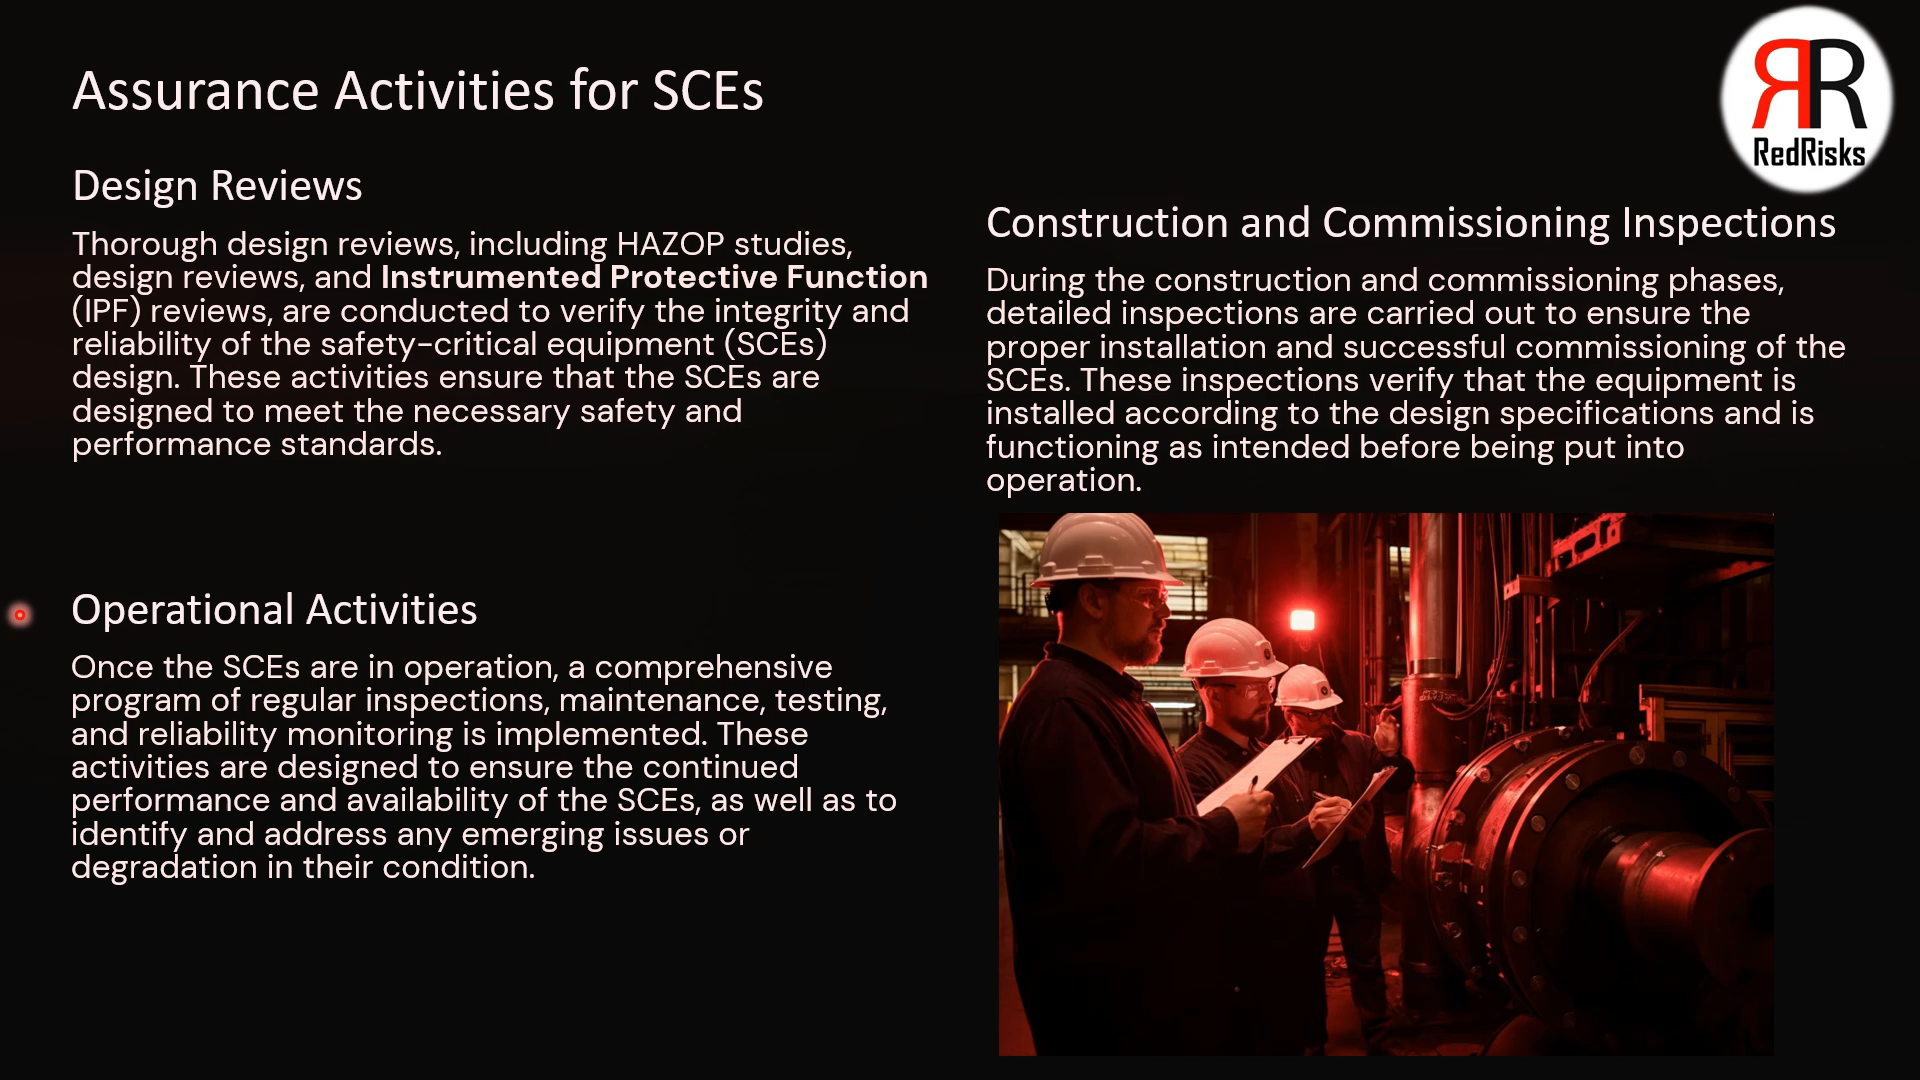 Assurance Activities for SCEs
Design Reviews
Thorough design reviews, including HAZOP studies,
design reviews, and Instrumented Protective Function
(IPF) reviews, are conducted to verify the integrity and
reliability of the safety-critical equipment (SCEs)
design. These activities ensure that the SCEs are
designed to meet the necessary safety and
performance standards.
Operational Activities
Once the SCEs are in operation, a comprehensive
program of regular inspections, maintenance, testing,
and reliability monitoring is implemented. These
activities are designed to ensure the continued
performance and availability of the SCEs, as well as to
identify and address any emerging issues or
degradation in their condition.
RR
RedRisks
Construction and Commissioning Inspections
During the construction and commissioning phases,
detailed inspections are carried out to ensure the
proper installation and successful commissioning of the
SCEs. These inspections verify that the equipment is
installed according to the design specifications and is
functioning as intended before being put into
operation.